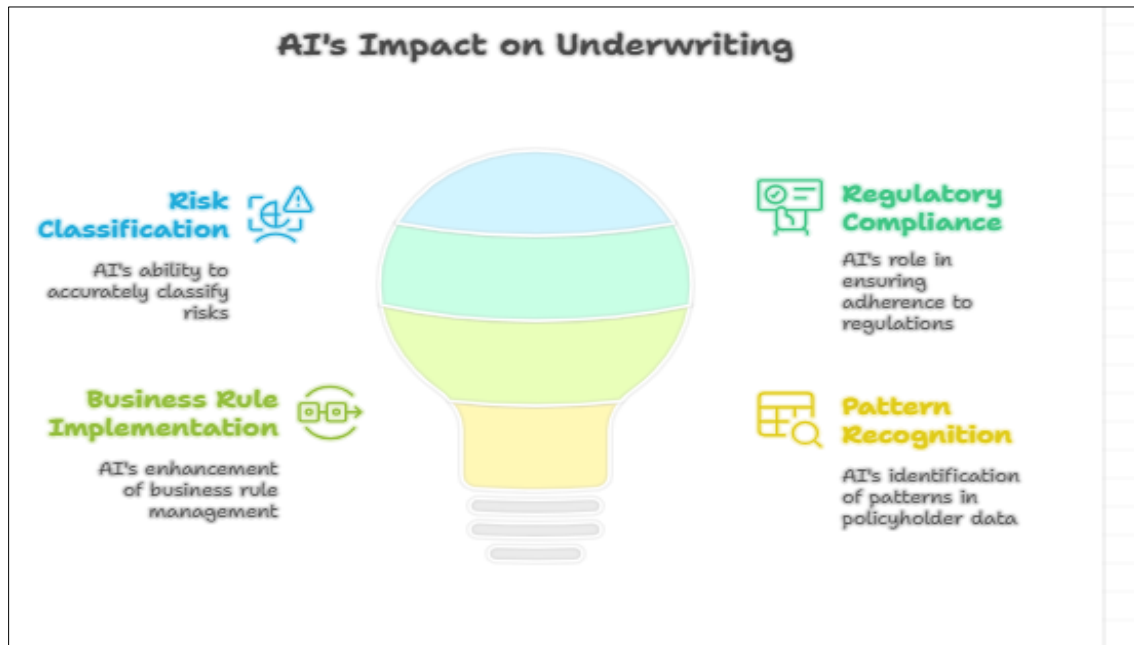 AI's Impact on Underwriting
Risk
Classification
AI's ability to
accurately classify
risks
Regulatory
Compliance
AI's role in
ensuring
adherence to
regulations
Business Rule
Implementation
AI's enhancement
of business rule
management
Pattern
Recognition
AI's identification
of patterns in
policyholder data